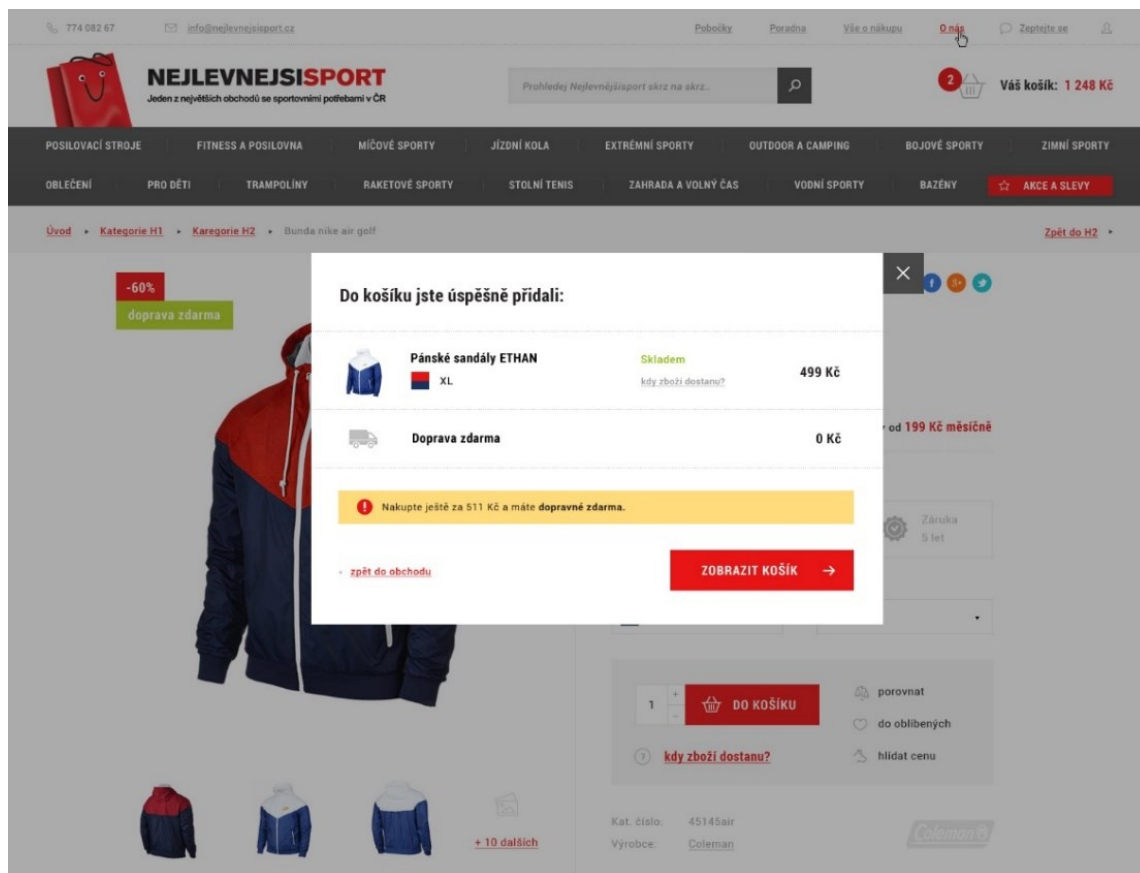 774 082 67
info@nejlevnejsisport.cz
Pobočky
Poradna
Vše o nákupu
O nás
Zeptejte se
NEJLEVNEJSISPORT
Jeden z největších obchodů se sportovními potřebami v ČR
Prohledej Nejlevnějšísport skrz na skrz..
2
Váš košík: 1 248 Kč
POSILOVACÍ STROJE
FITNESS A POSILOVNA
MÍČOVÉ SPORTY
JÍZDNÍ KOLA
EXTRÉMNÍ SPORTY
OUTDOOR A CAMPING
BOJOVÉ SPORTY
ZIMNÍ SPORTY
OBLEČENÍ
PRO DĚTI
TRAMPOLÍNY
RAKETOVÉ SPORTY
STOLNÍ TENIS
ZAHRADA A VOLNÝ ČAS
VODNÍ SPORTY
BAZÉNY
AKCE A SLEVY
Úvod ▸ Kategorie H1 ▸ Karegorie H2 ▸ Bunda nike air golf
Zpět do H2 ▸
-60%
doprava zdarma
Do košíku jste úspěšně přidali:
Pánské sandály ETHAN
XL
Skladem
kdy zboží dostanu?
499 Kč
Doprava zdarma
0 Kč
od 199 Kč měsíčně
Nakupte ještě za 511 Kč a máte dopravné zdarma.
Záruka
5 let
zpět do obchodu
ZOBRAZIT KOŠÍK
1
DO KOŠÍKU
kdy zboží dostanu?
porovnat
do oblíbených
hlídat cenu
+ 10 dalších
Kat. číslo: 45145air
Výrobce: Coleman
Coleman